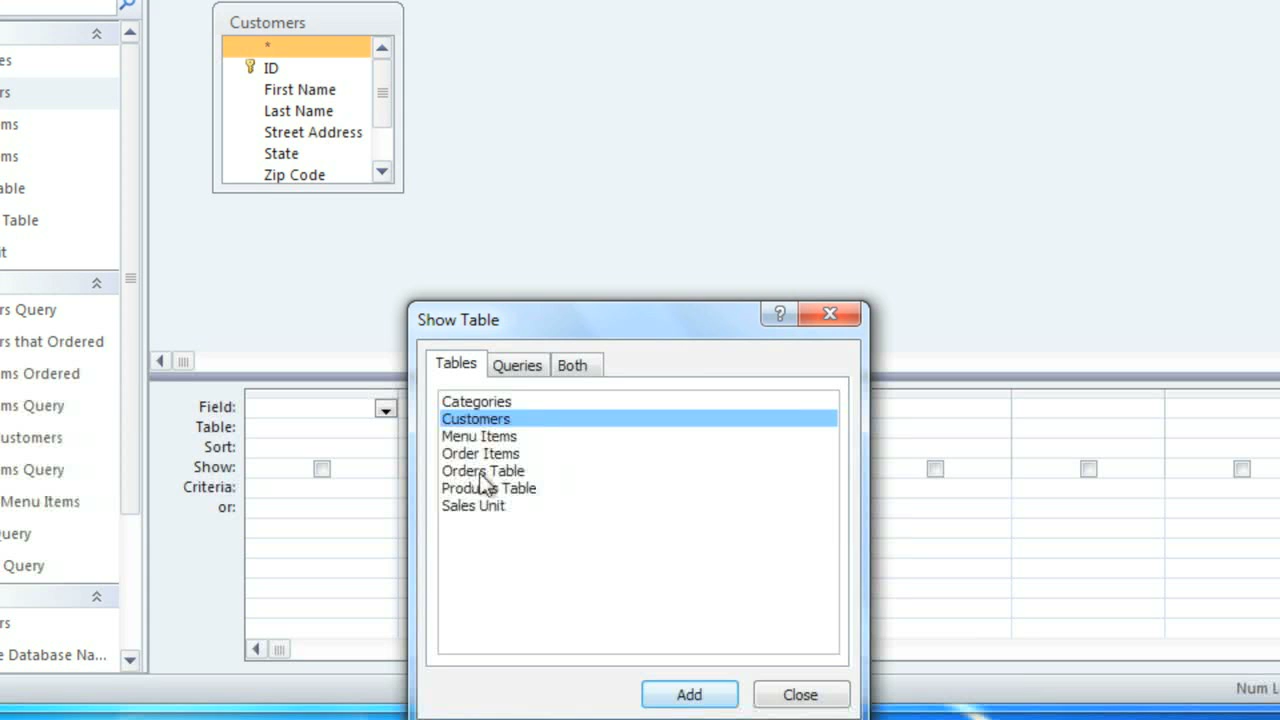 Customers
*
ID
First Name
Last Name
Street Address
State
Zip Code
es
rs
ms
ms
able
Table
it
rs Query
rs that Ordered
ms Ordered
ms Query
ustomers
ms Query
Menu Items
uery
Query
rs
e Database Na...
Show Table
?
Tables
Queries
Both
Categories
Customers
Menu Items
Order Items
Orders Table
Products Table
Sales Unit
Add
Close
Field:
Table:
Sort:
Show:
Criteria:
or:
Num L